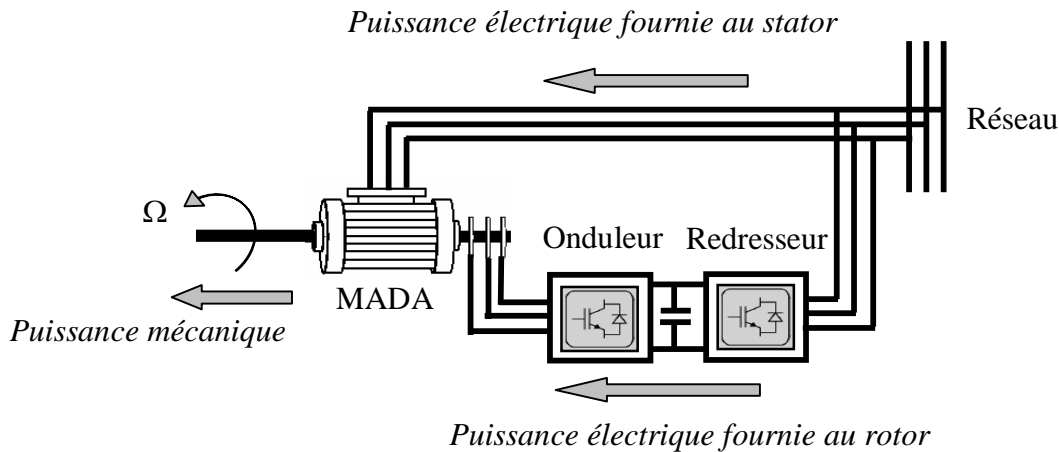 Puissance électrique fournie au stator
Réseau
Ω
Onduleur Redresseur
MADA
Puissance mécanique
Puissance électrique fournie au rotor